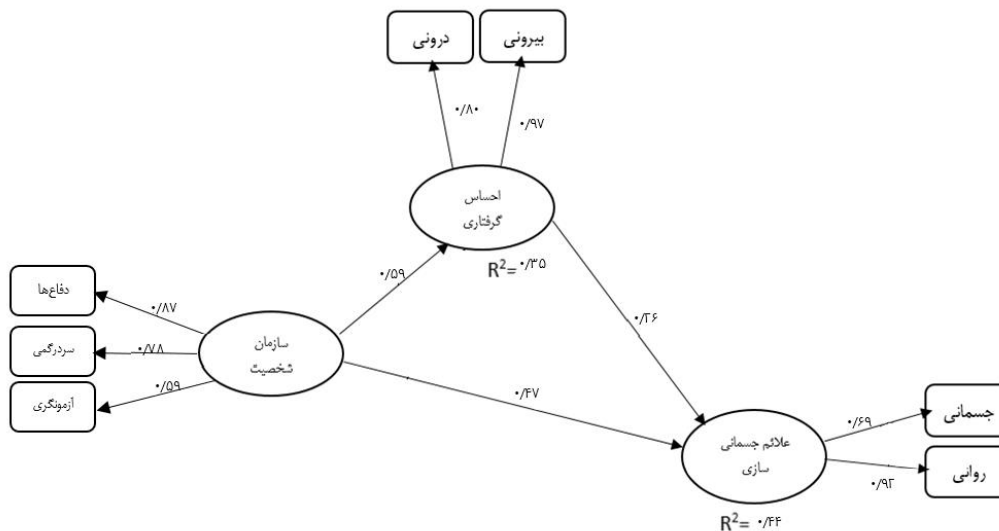 درونی
بیرونی
۰/۸۰
۰/۹۷
احساس
گرفتاری
R²= ۰/۳۵
۰/۵۹
دفاع‌ها
۰/۸۷
سازمان
شخصیت
سردرگمی
۰/۷۸
آزمونگری
۰/۵۹
۰/۲۶
۰/۴۷
جسمانی
۰/۶۹
علائم جسمانی
سازی
روانی
۰/۹۲
R²= ۰/۴۴